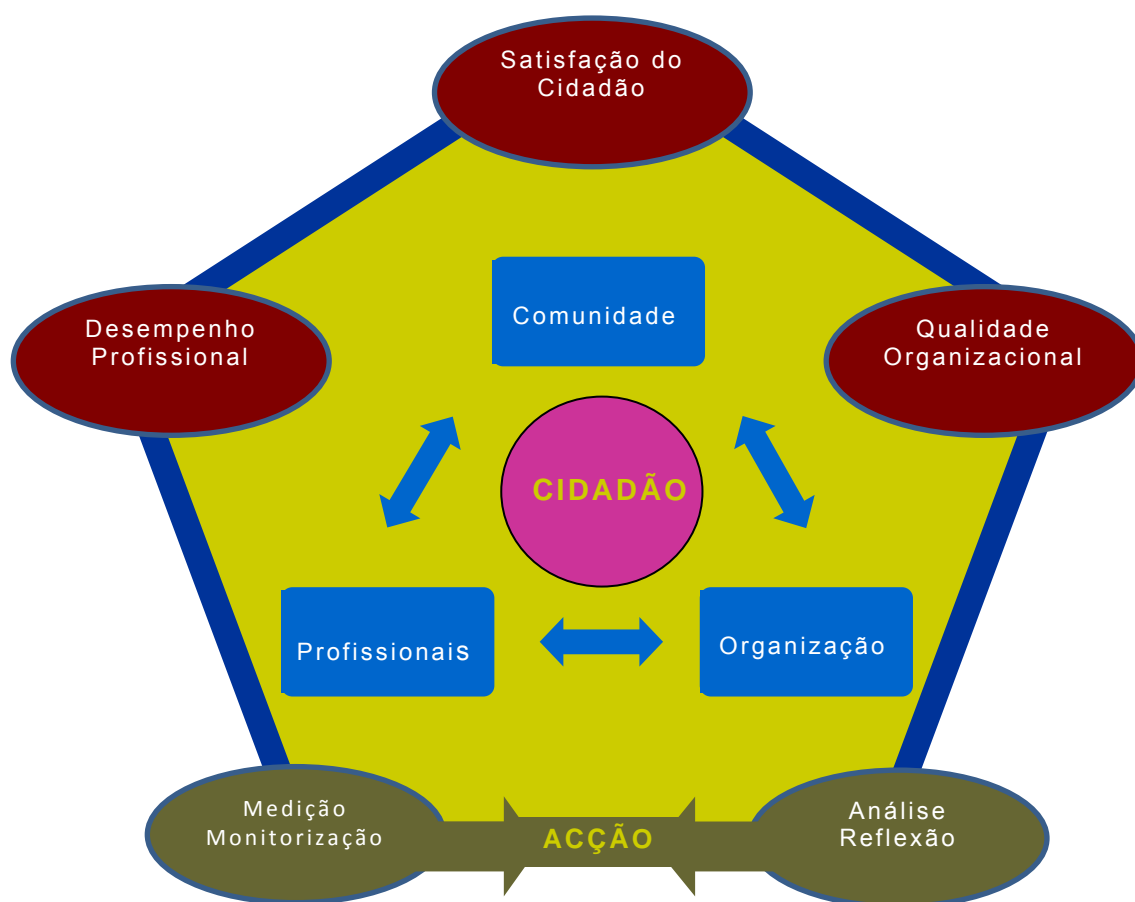 Satisfação do
Cidadão
Desempenho
Profissional
Qualidade
Organizacional
Comunidade
CIDADÃO
Profissionais
Organização
Medição
Monitorização
ACÇÃO
Análise
Reflexão